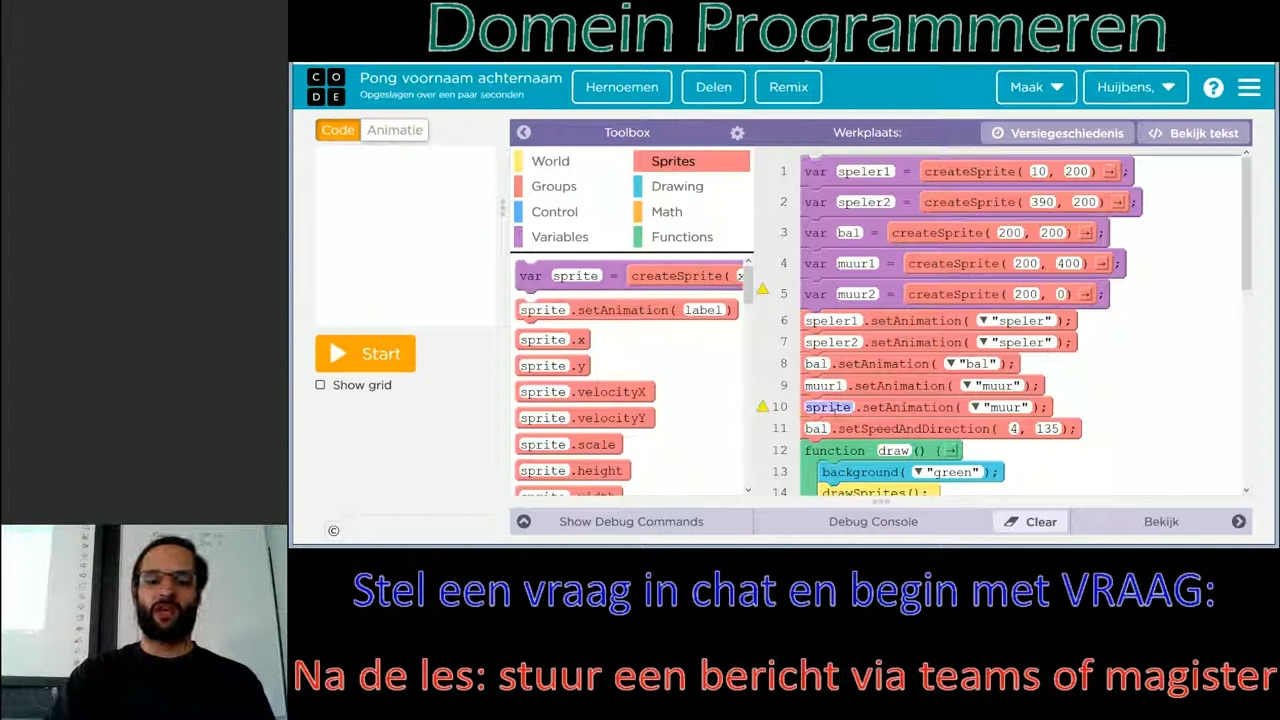 Domein Programmeren
C O
D E
Pong voornaam achternaam
Opgeslagen over een paar seconden
Hernoemen
Delen
Remix
Maak
Huijbens,
?
Code
Animatie
Toolbox
Werkplaats:
Versiegeschiedenis
</> Bekijk tekst
World
Sprites
Groups
Drawing
Control
Math
Variables
Functions
var sprite = createSprite( x
sprite.setAnimation( label)
sprite.x
sprite.y
sprite.velocityX
sprite.velocityY
sprite.scale
sprite.height
Start
Show grid
1 var speler1 = createSprite( 10, 200);
2 var speler2 = createSprite( 390, 200);
3 var bal = createSprite( 200, 200);
4 var muur1 = createSprite( 200, 400);
5 var muur2 = createSprite( 200, 0);
6 speler1.setAnimation( ▼"speler");
7 speler2.setAnimation( ▼"speler");
8 bal.setAnimation( ▼"bal");
9 muur1.setAnimation( ▼"muur");
10 sprite.setAnimation( ▼"muur");
11 bal.setSpeedAndDirection( 4, 135);
12 function draw() {
13 background( ▼"green");
14 drawSprites();
©
Show Debug Commands
Debug Console
Clear
Bekijk
Stel een vraag in chat en begin met VRAAG:
Na de les: stuur een bericht via teams of magister